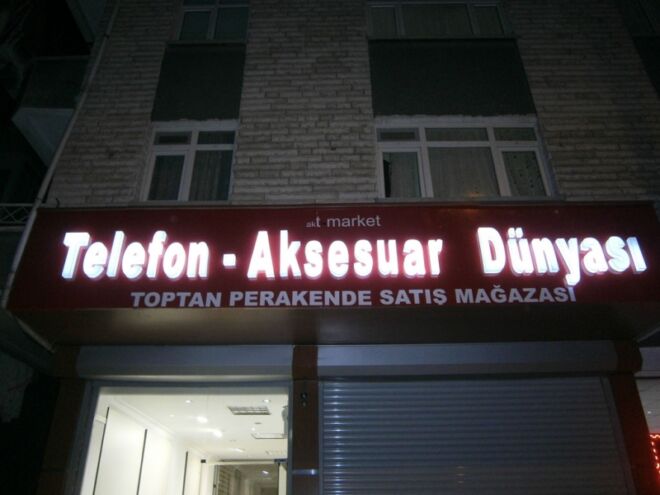 akt market
Telefon - Aksesuar Dünyası
TOPTAN PERAKENDE SATIŞ MAĞAZASI